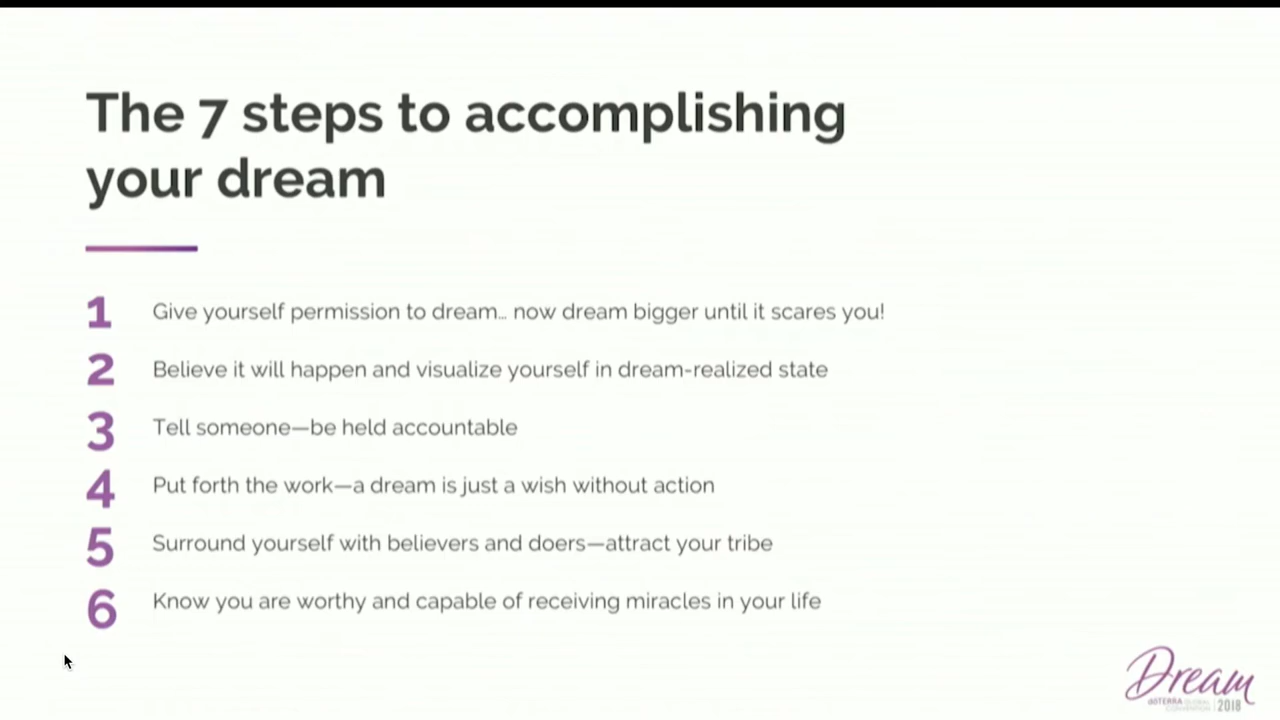 The 7 steps to accomplishing
your dream
1 Give yourself permission to dream… now dream bigger until it scares you!
2 Believe it will happen and visualize yourself in dream-realized state
3 Tell someone—be held accountable
4 Put forth the work—a dream is just a wish without action
5 Surround yourself with believers and doers—attract your tribe
6 Know you are worthy and capable of receiving miracles in your life
Dream
dōTERRA GLOBAL
CONVENTION 2018